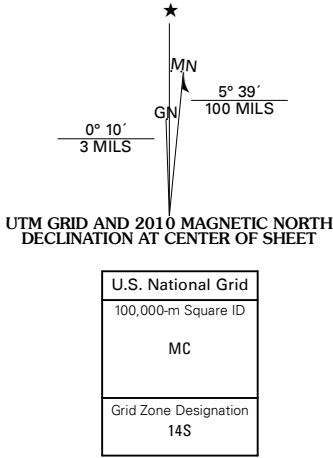 MN
5° 39´
100 MILS
GN
0° 10´
3 MILS
UTM GRID AND 2010 MAGNETIC NORTH
DECLINATION AT CENTER OF SHEET
U.S. National Grid
100,000-m Square ID
MC
Grid Zone Designation
14S